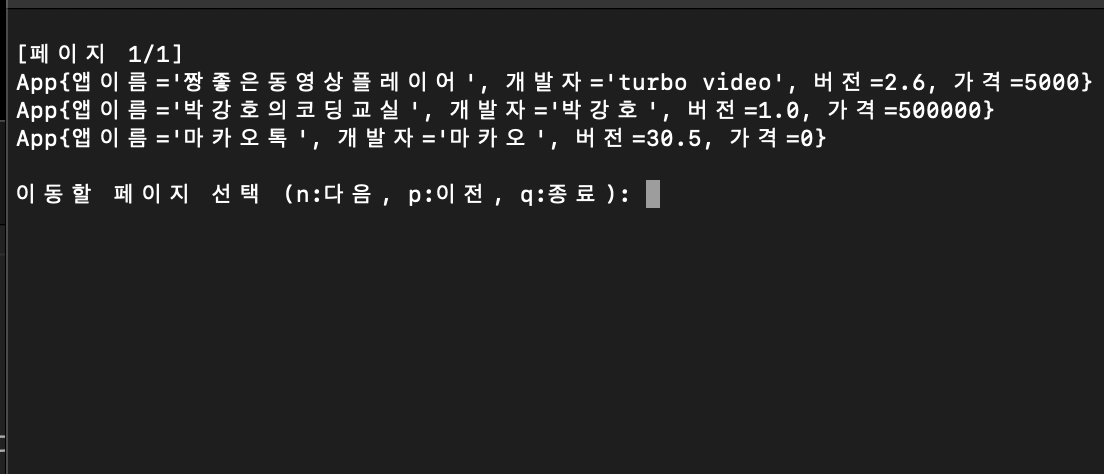 [페이지 1/1]
App{앱이름='짱좋은동영상플레이어', 개발자='turbo video', 버전=2.6, 가격=5000}
App{앱이름='박강호의코딩교실', 개발자='박강호', 버전=1.0, 가격=500000}
App{앱이름='마카오톡', 개발자='마카오', 버전=30.5, 가격=0}
이동할 페이지 선택 (n:다음, p:이전, q:종료):